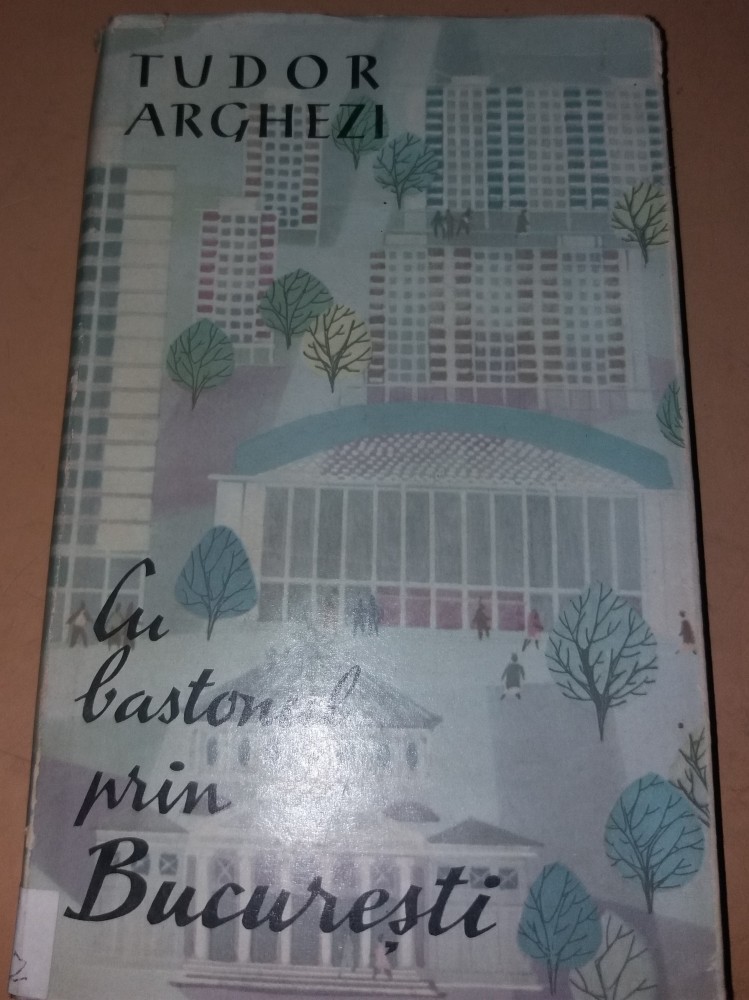 TUDOR
ARGHEZI
Cu
bastonul
prin
București